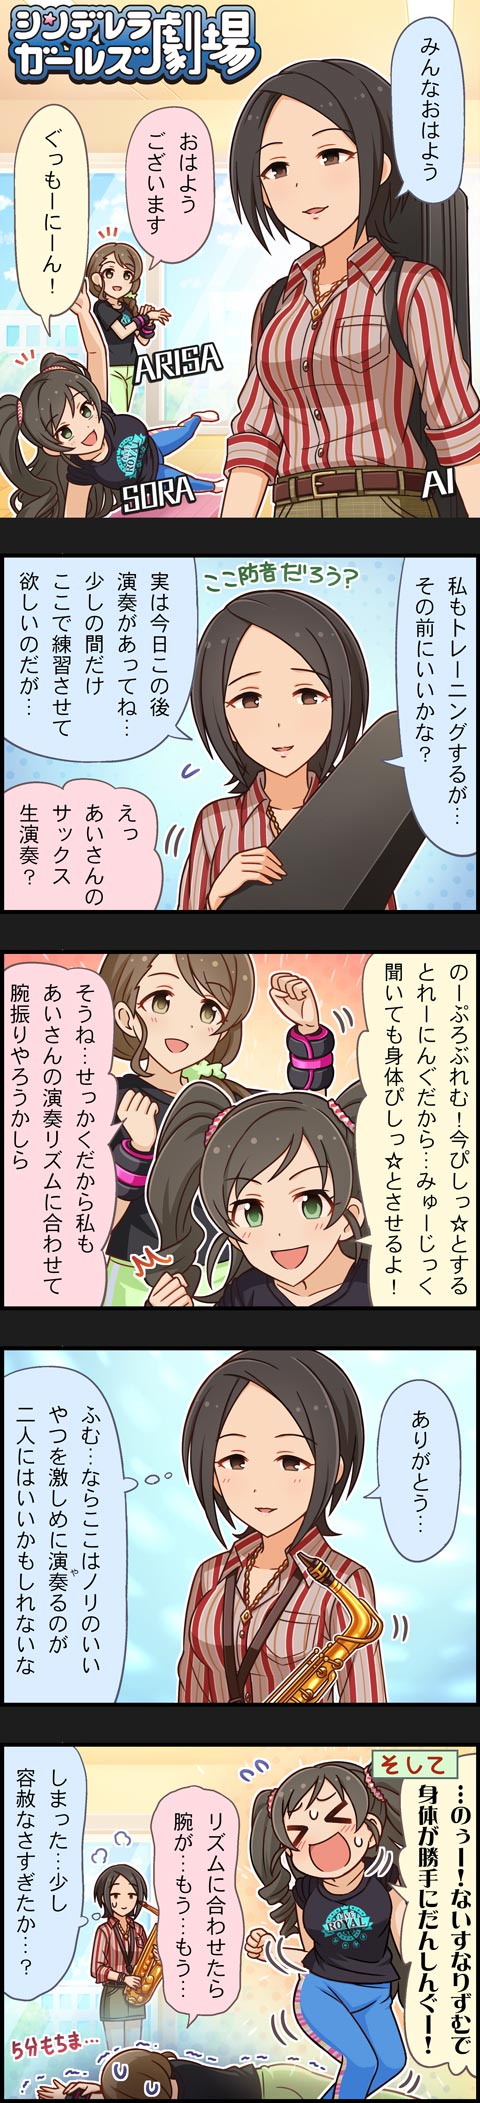 シンデレラ
ガールズ劇場
みんなおはよう
おはよう
ございます
ぐっもーにーん！
ARISA
SORA
AI
私もトレーニングするが…
その前にいいかな？
ここ防音だろう？
実は今日この後
演奏があってね…
少しの間だけ
ここで練習させて
欲しいのだが…
えっ
あいさんの
サックス
生演奏？
のーぷろぶれむ！今ぴしっ☆とする
とれーにんぐだから…みゅーじっく
聞いても身体ぴしっ☆とさせるよ！
そうね…せっかくだから私も
あいさんの演奏リズムに合わせて
腕振りやろうかしら
ありがとう…
ふむ…ならここはノリのいい
やつを激しめに演奏るのが
や
二人にはいいかもしれないな
そして
…のぅー！ないすなりずむで
身体が勝手にだんしんぐー！
ROYAL
リズムに合わせたら
腕が…もう…もう…
しまった…少し
容赦なさすぎたか…？
5分もちま…